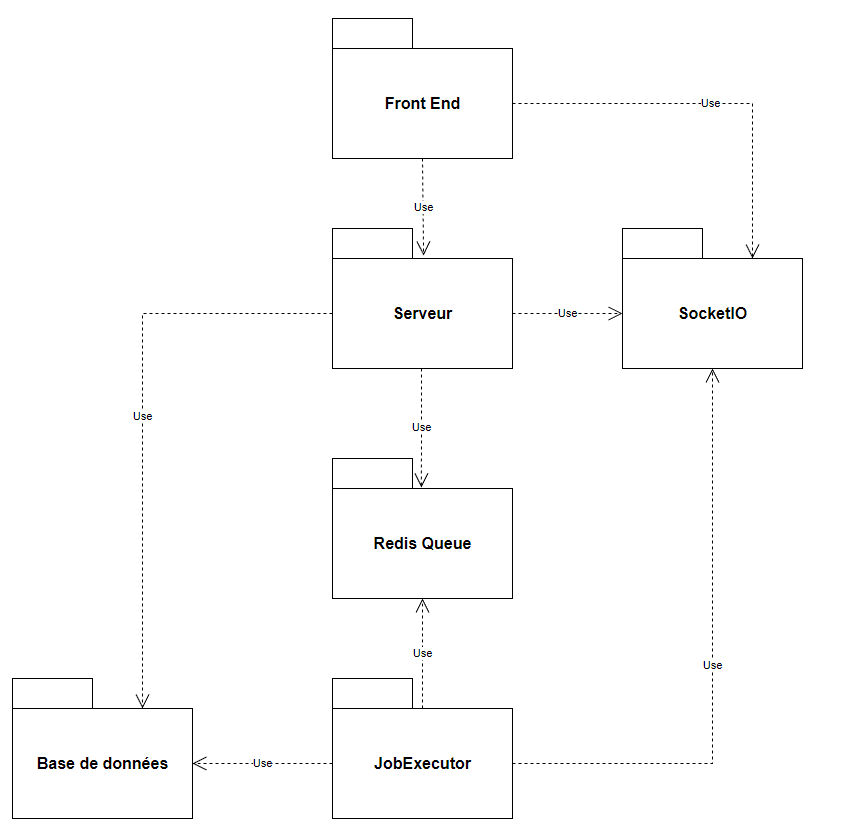 Front End
Use
Use
Serveur
Use
SocketIO
Use
Use
Redis Queue
Use
Use
Base de données
Use
JobExecutor